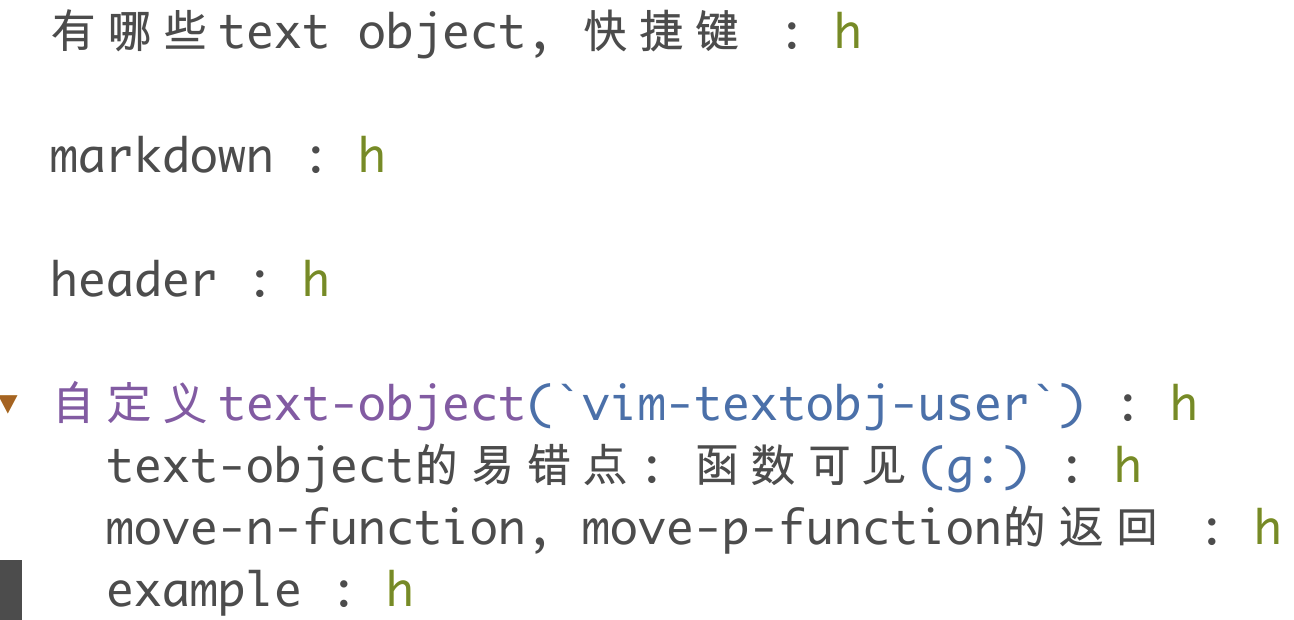 有哪些text object, 快捷键 : h
markdown : h
header : h
▼ 自定义text-object(`vim-textobj-user`) : h
text-object的易错点: 函数可见(g:) : h
move-n-function, move-p-function的返回 : h
example : h